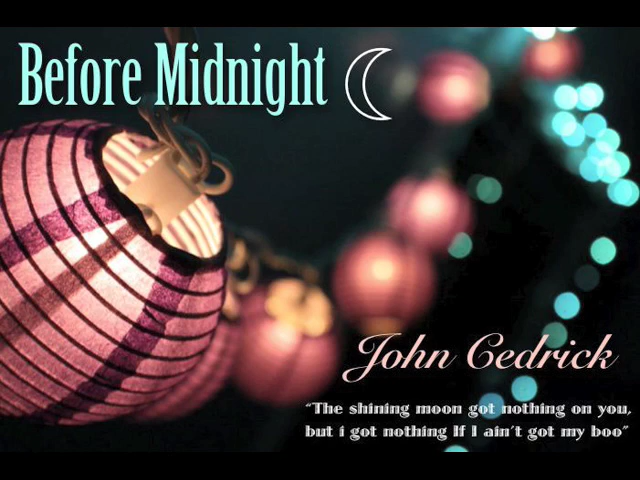 Before Midnight
John Cedrick
"The shining moon got nothing on you,
but i got nothing If I ain't got my boo"